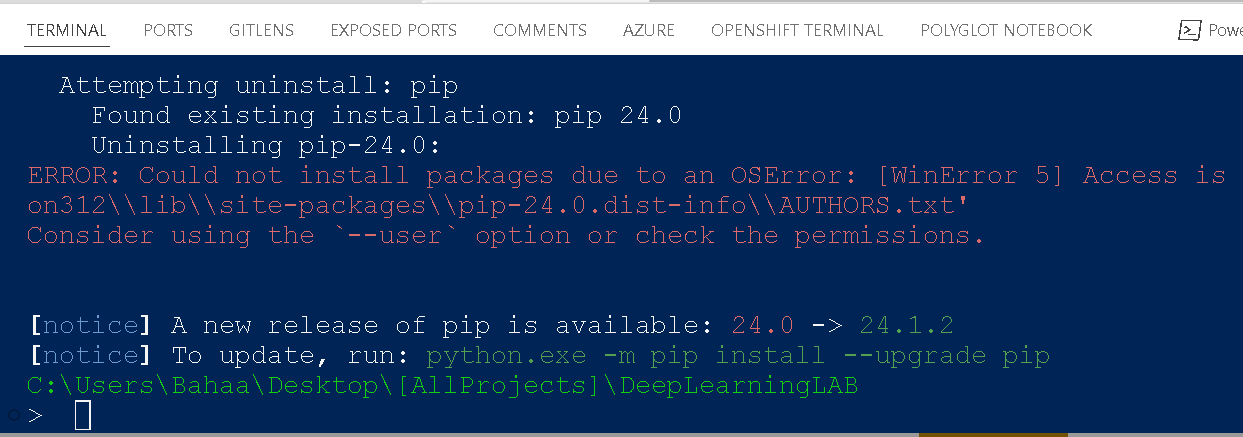 TERMINAL PORTS GITLENS EXPOSED PORTS COMMENTS AZURE OPENSHIFT TERMINAL POLYGLOT NOTEBOOK Powe
Attempting uninstall: pip
Found existing installation: pip 24.0
Uninstalling pip-24.0:
ERROR: Could not install packages due to an OSError: [WinError 5] Access is
on312\\lib\\site-packages\\pip-24.0.dist-info\\AUTHORS.txt'
Consider using the `--user` option or check the permissions.
[notice] A new release of pip is available: 24.0 -> 24.1.2
[notice] To update, run: python.exe -m pip install --upgrade pip
C:\Users\Bahaa\Desktop\[AllProjects]\DeepLearningLAB
>